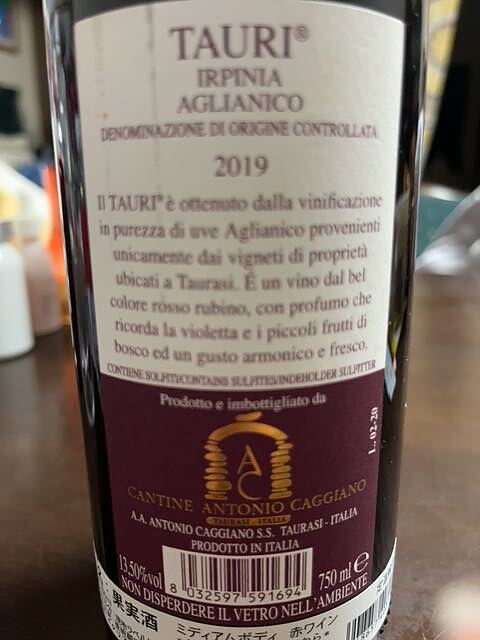 TAURI®
IRPINIA
AGLIANICO
DENOMINAZIONE DI ORIGINE CONTROLLATA
2019
Il TAURI® è ottenuto dalla vinificazione
in purezza di uve Aglianico provenienti
unicamente dai vigneti di proprietà
ubicati a Taurasi. É un vino dal bel
colore rosso rubino, con profumo che
ricorda la violetta e i piccoli frutti di
bosco ed un gusto armonico e fresco.
CONTIENE SOLFITI/CONTAINS SULFITES/INDEHOLDER SULFITTER
Prodotto e imbottigliato da
L. 02-20
A C
CANTINE ANTONIO CAGGIANO
TAURASI - ITALIA
A.A. ANTONIO CAGGIANO S.S. TAURASI - ITALIA
PRODOTTO IN ITALIA
13,50%vol
8 032597 591694
750 ml e
NON DISPERDERE IL VETRO NELL'AMBIENTE
果実酒
ミディアムボディ 赤ワイン